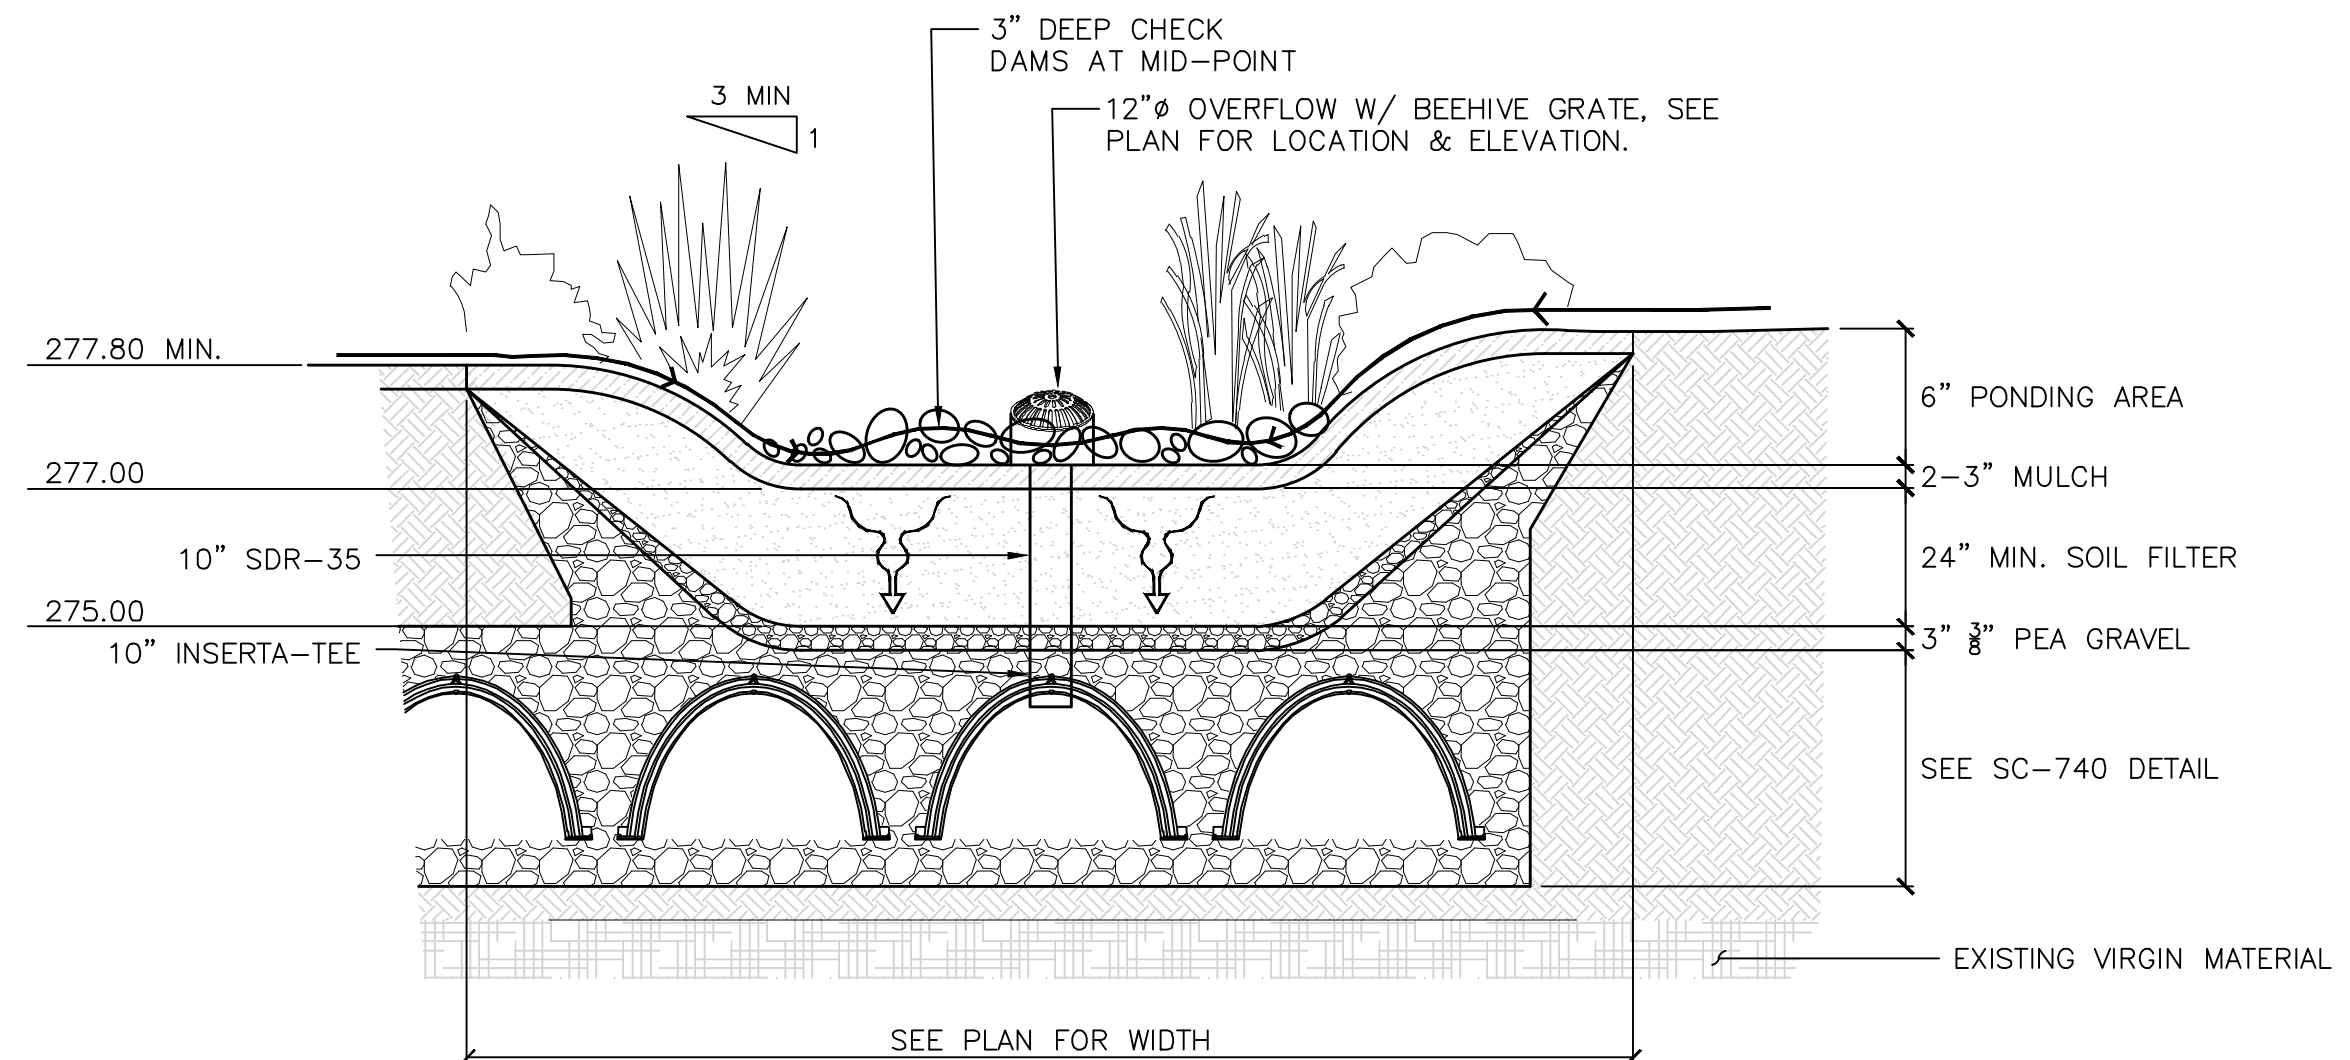 3” DEEP CHECK
DAMS AT MID-POINT
3 MIN
1
12”ø OVERFLOW W/ BEEHIVE GRATE, SEE
PLAN FOR LOCATION & ELEVATION.
277.80 MIN.
6” PONDING AREA
277.00
2-3” MULCH
10” SDR-35
24” MIN. SOIL FILTER
275.00
3” 3/8” PEA GRAVEL
10” INSERTA-TEE
SEE SC-740 DETAIL
EXISTING VIRGIN MATERIAL
SEE PLAN FOR WIDTH